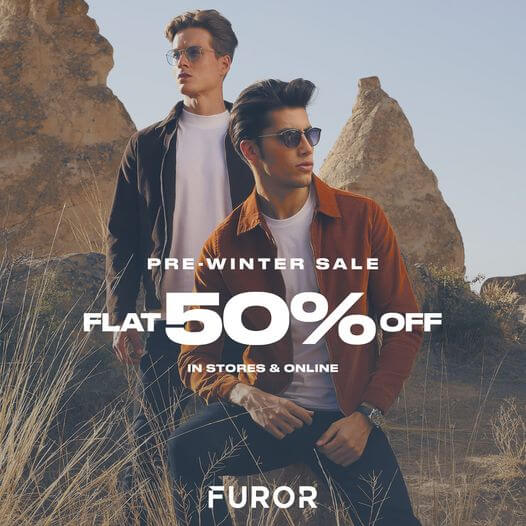 PRE-WINTER SALE
FLAT 50% OFF
IN STORES & ONLINE
FUROR